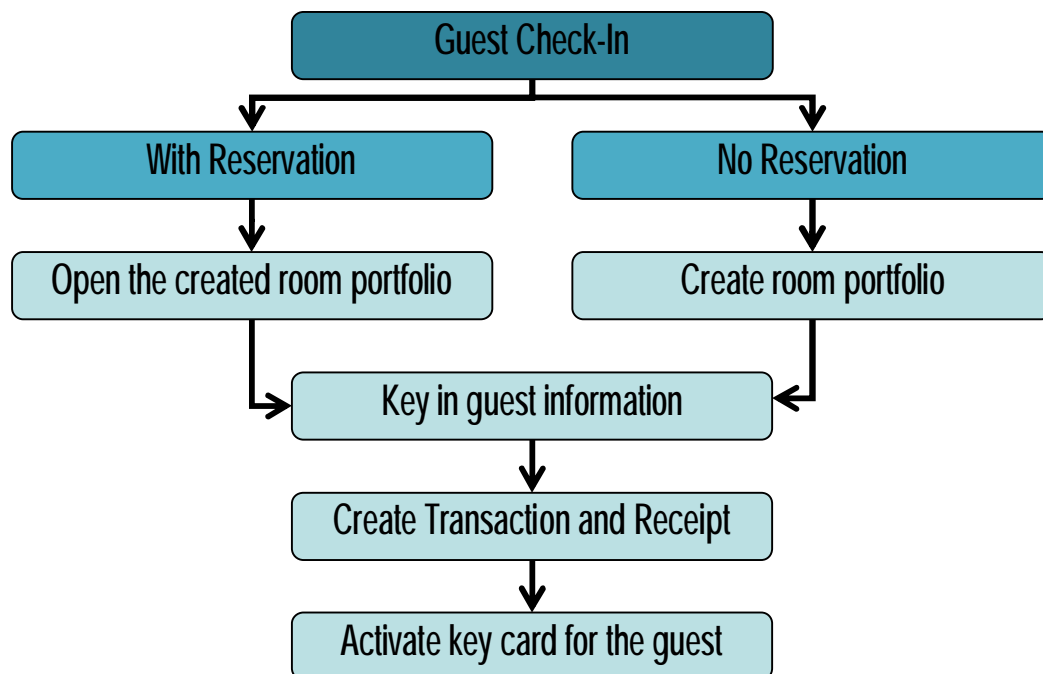 Guest Check-In
With Reservation
No Reservation
Open the created room portfolio
Create room portfolio
Key in guest information
Create Transaction and Receipt
Activate key card for the guest